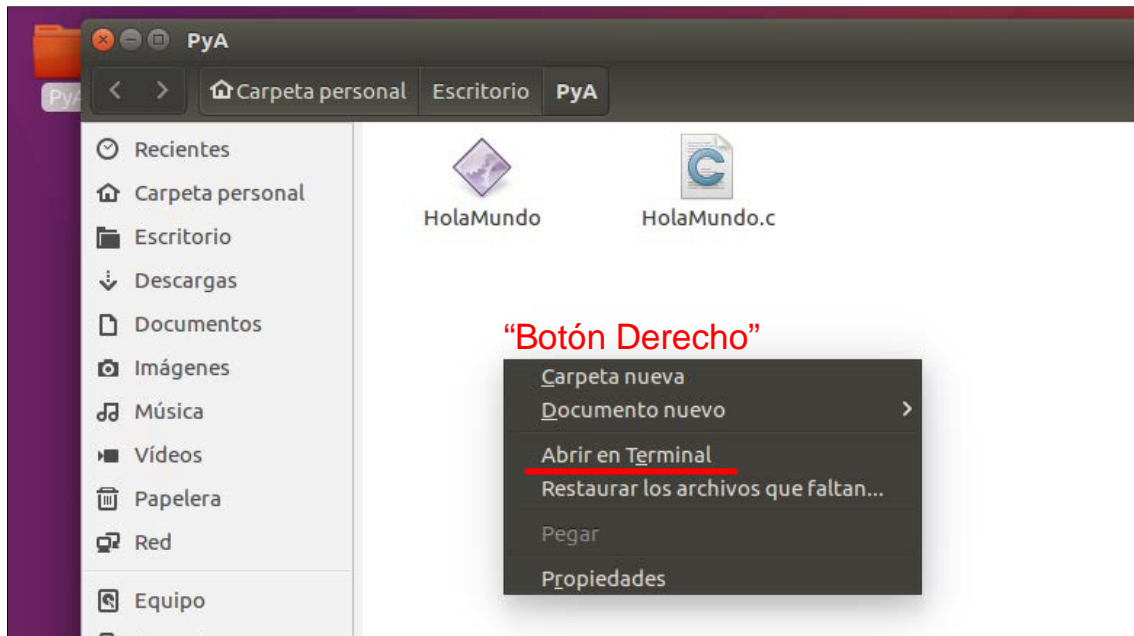 PyA
PyA
Carpeta personal Escritorio PyA
Recientes
Carpeta personal
Escritorio
Descargas
Documentos
Imágenes
Música
Vídeos
Papelera
Red
Equipo
HolaMundo
HolaMundo.c
“Botón Derecho”
Carpeta nueva
Documento nuevo
Abrir en Terminal
Restaurar los archivos que faltan...
Pegar
Propiedades